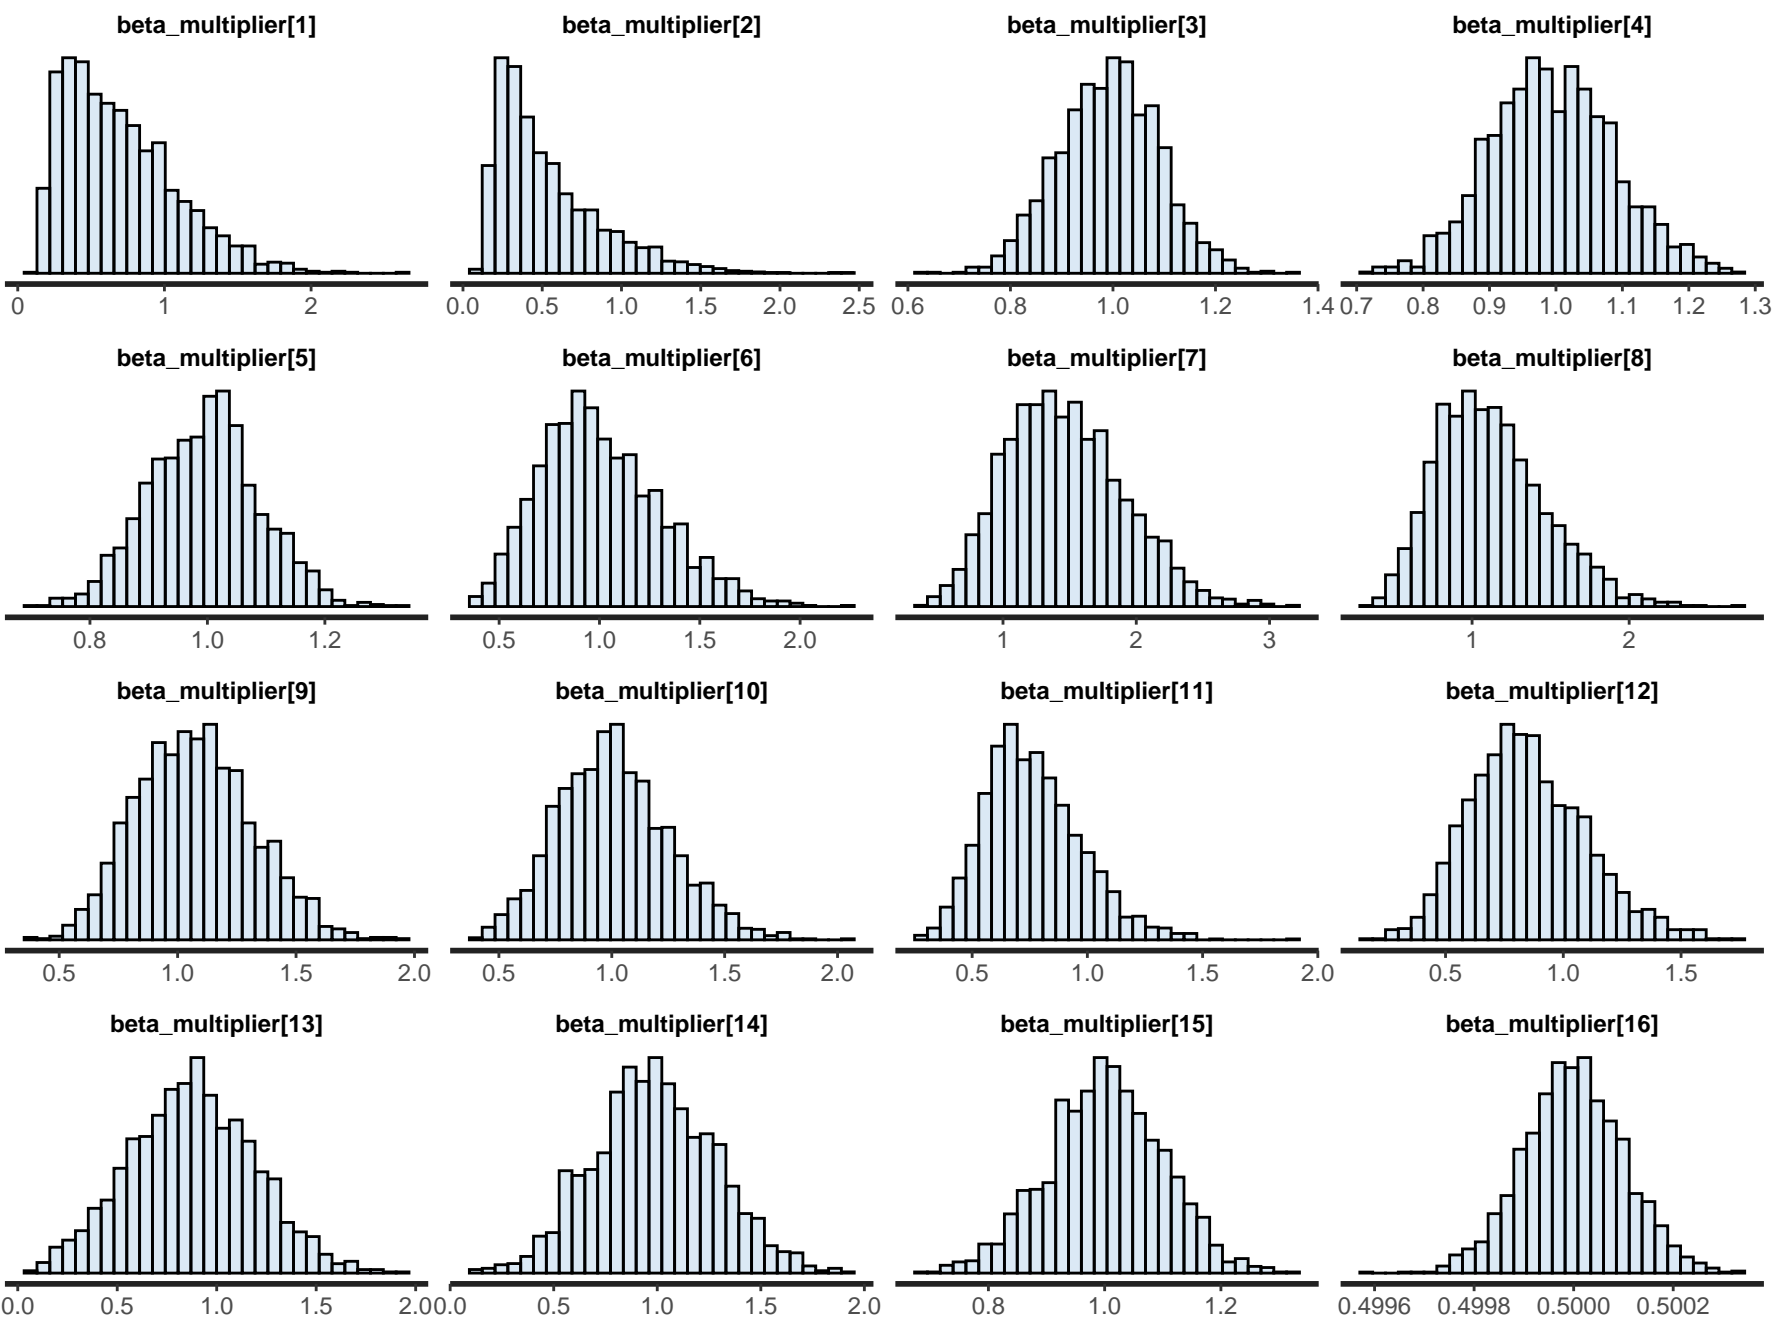 beta_multiplier[1] beta_multiplier[2] beta_multiplier[3] beta_multiplier[4]
0 1 2 0.0 0.5 1.0 1.5 2.0 2.5 0.6 0.8 1.0 1.2 1.4 0.7 0.8 0.9 1.0 1.1 1.2 1.3
beta_multiplier[5] beta_multiplier[6] beta_multiplier[7] beta_multiplier[8]
0.8 1.0 1.2 0.5 1.0 1.5 2.0 1 2 3 1 2
beta_multiplier[9] beta_multiplier[10] beta_multiplier[11] beta_multiplier[12]
0.5 1.0 1.5 2.0 0.5 1.0 1.5 2.0 0.5 1.0 1.5 2.0 0.5 1.0 1.5
beta_multiplier[13] beta_multiplier[14] beta_multiplier[15] beta_multiplier[16]
0.0 0.5 1.0 1.5 2.0 0.0 0.5 1.0 1.5 2.0 0.8 1.0 1.2 0.4996 0.4998 0.5000 0.5002